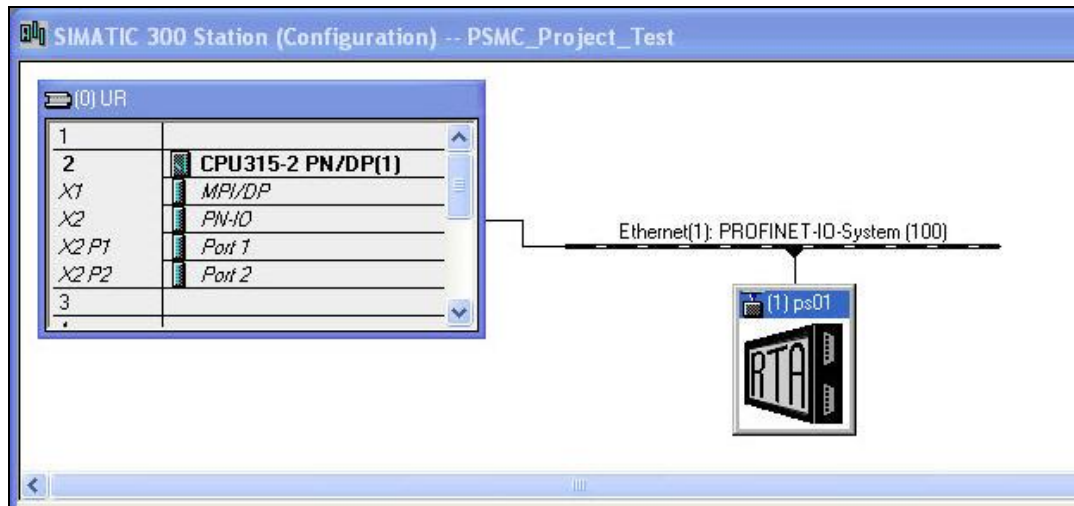 SIMATIC 300 Station (Configuration) -- PSMC_Project_Test
(0) UR
1
2 CPU315-2 PN/DP(1)
X1 MPI/DP
X2 PN-IO
X2 P1 Port 1
X2 P2 Port 2
3
Ethernet(1): PROFINET-IO-System (100)
(1) ps01
RTA